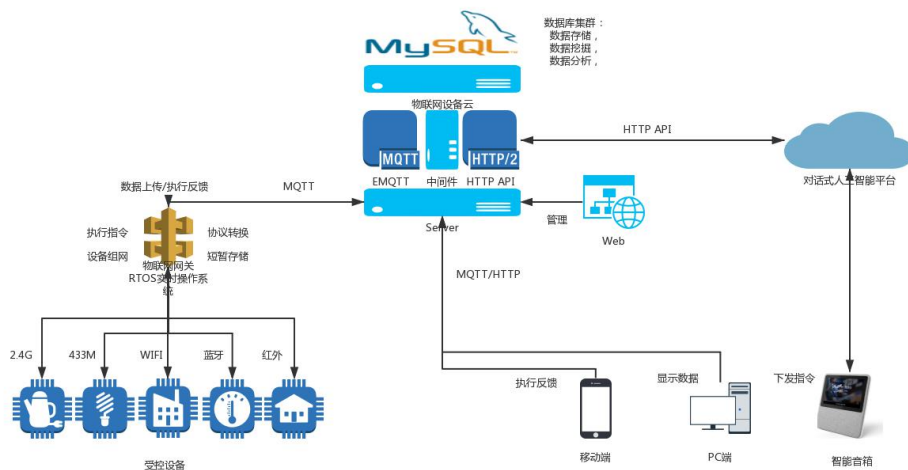 MySQL
数据库集群：
数据存储，
数据挖掘，
数据分析，
物联网设备云
MQTT
HTTP/2
EMQTT
中间件
HTTP API
HTTP API
对话式人工智能平台
数据上传/执行反馈
MQTT
Server
管理
Web
执行指令
协议转换
设备组网
短暂存储
物联网网关
RTOS实时操作系
统
MQTT/HTTP
2.4G
433M
WIFI
蓝牙
红外
执行反馈
显示数据
下发指令
受控设备
移动端
PC端
智能音箱